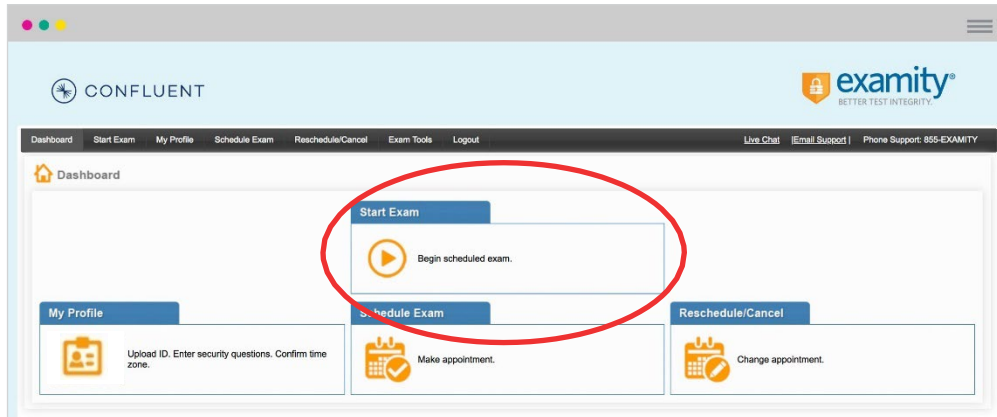 CONFLUENT
examity®
BETTER TEST INTEGRITY.
Dashboard Start Exam My Profile Schedule Exam Reschedule/Cancel Exam Tools Logout Live Chat |Email Support| Phone Support: 855-EXAMITY
Dashboard
Start Exam
Begin scheduled exam.
My Profile
Upload ID. Enter security questions. Confirm time
zone.
Schedule Exam
Make appointment.
Reschedule/Cancel
Change appointment.